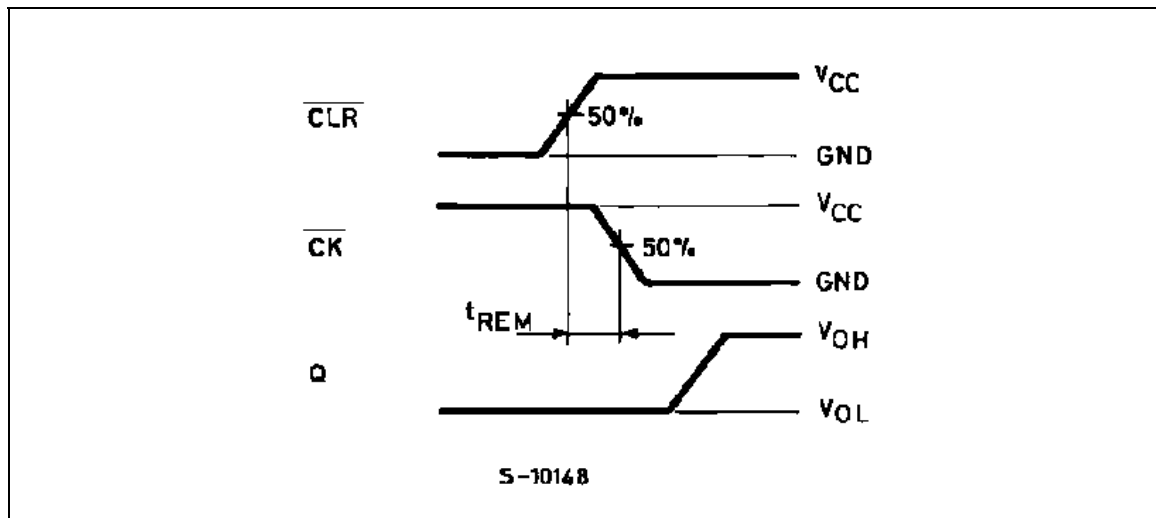 VCC
CLR
50%
GND
VCC
CK
50%
GND
tREM
VOH
Q
VOL
S-10148